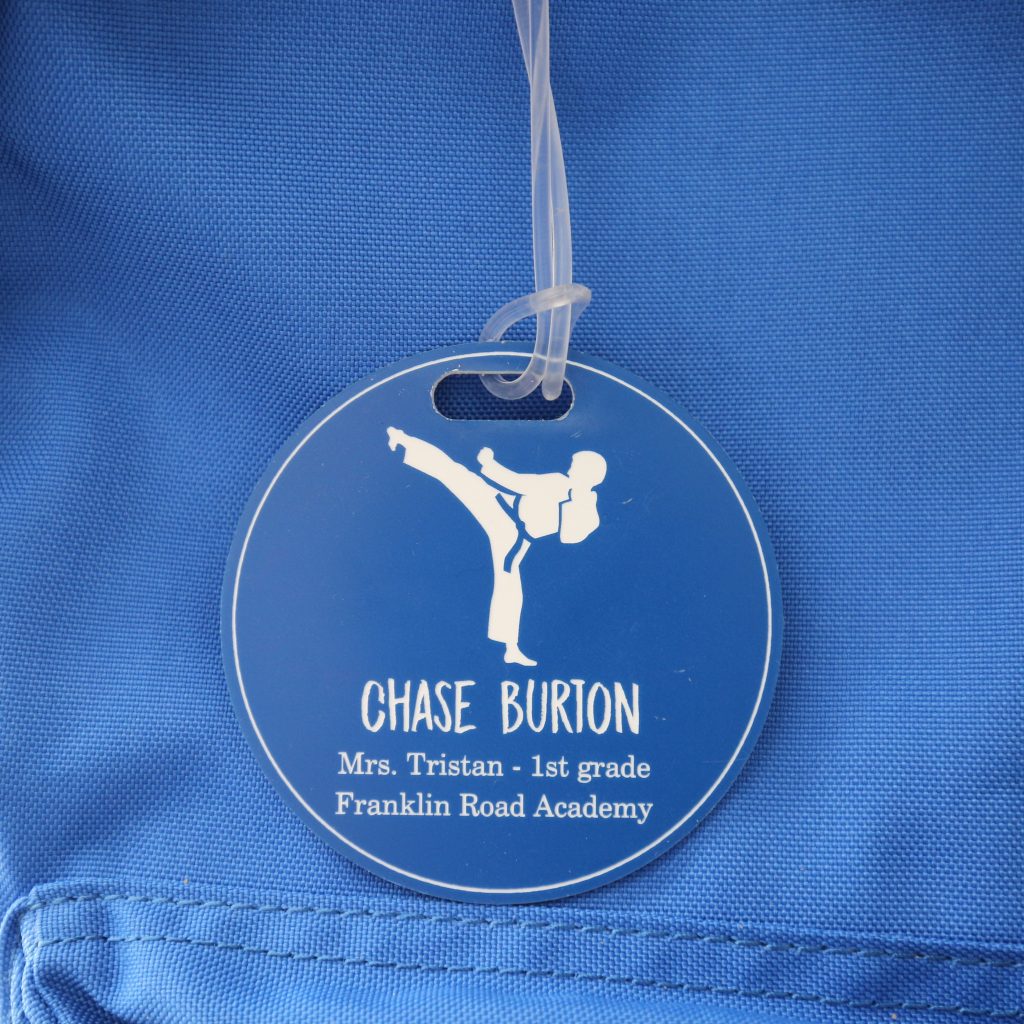 CHASE BURTON
Mrs. Tristan - 1st grade
Franklin Road Academy